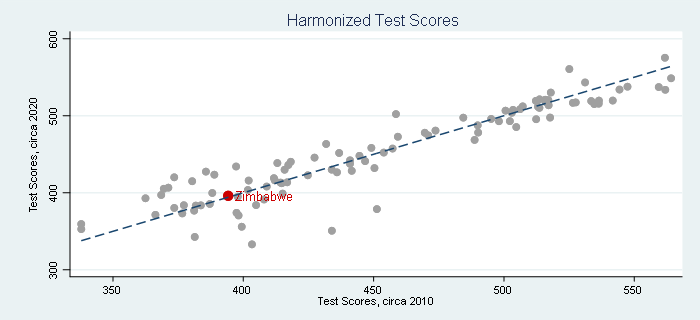 Harmonized Test Scores
Test Scores, circa 2020
600
500
400
300
Zimbabwe
350
400
450
500
550
Test Scores, circa 2010